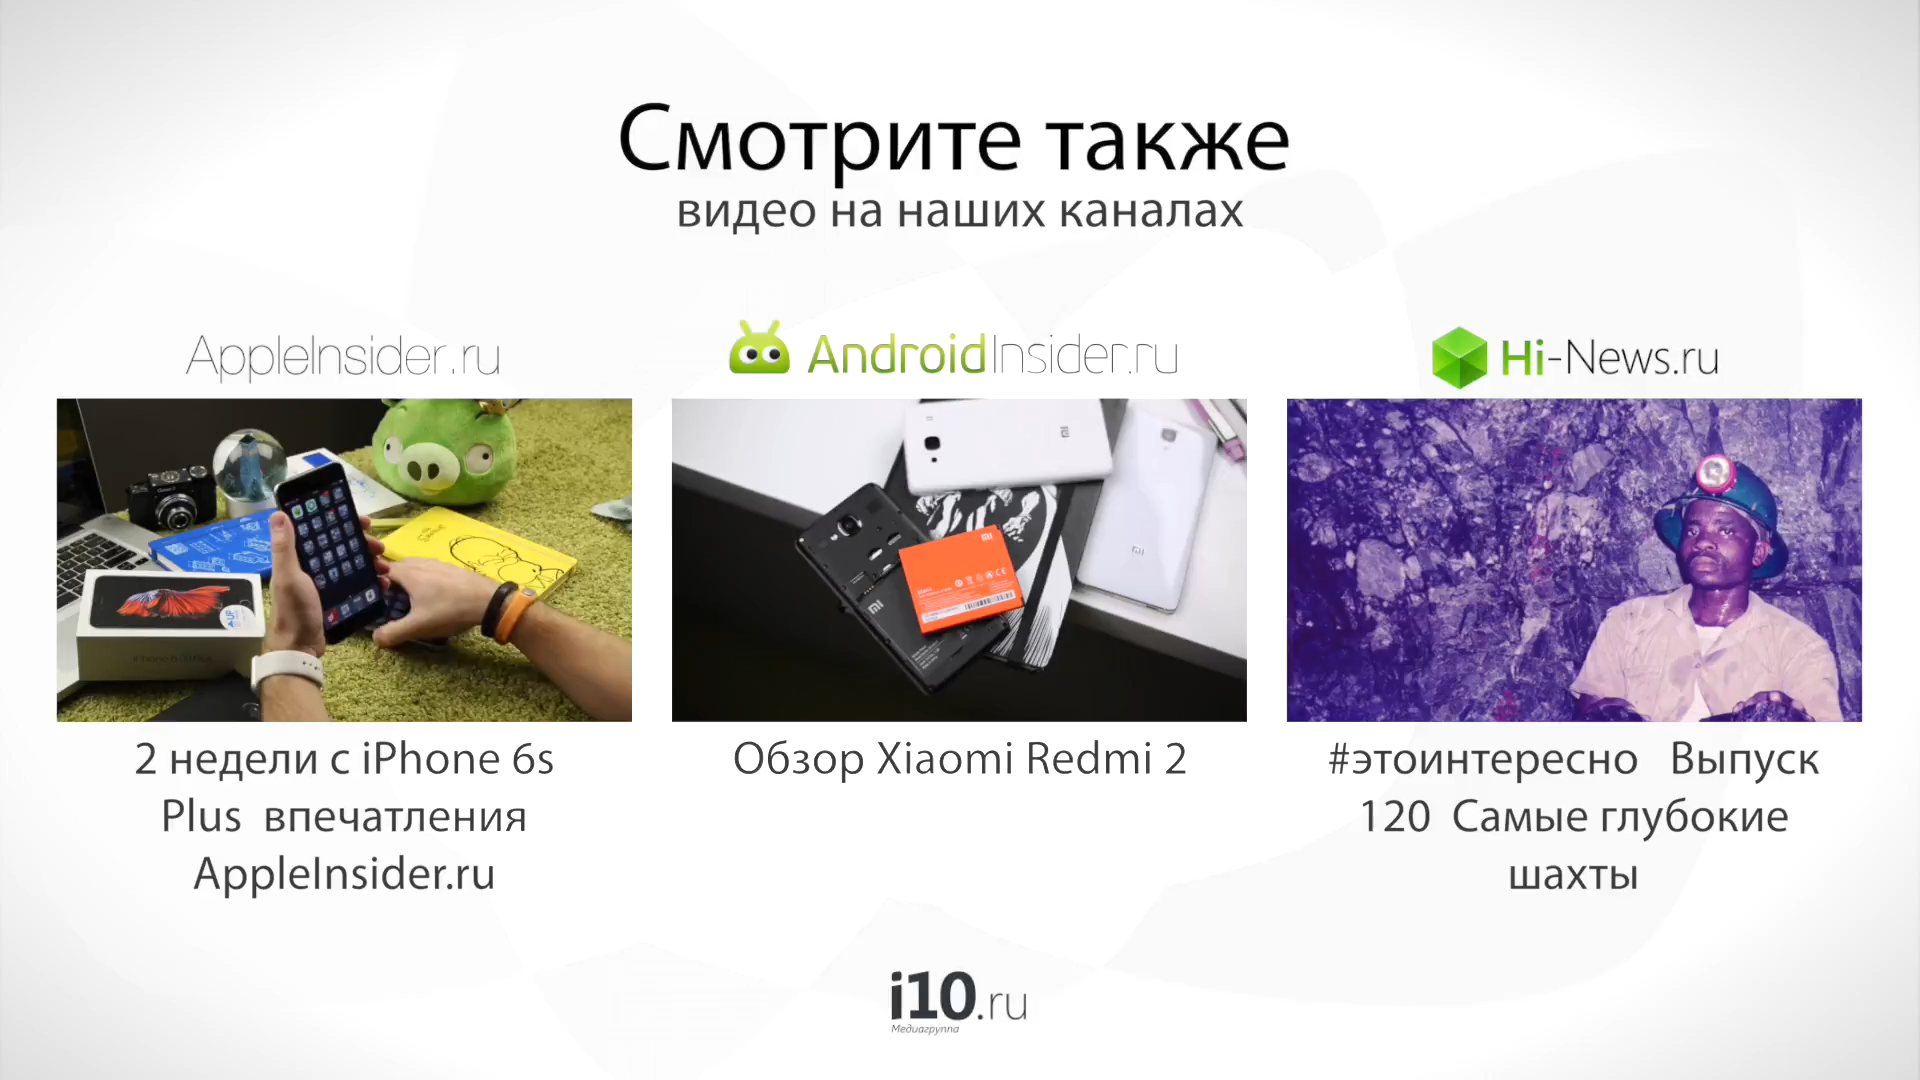 Смотрите также
видео на наших каналах
AppleInsider.ru
AndroidInsider.ru
Hi-News.ru
2 недели с iPhone 6s
Plus впечатления
AppleInsider.ru
Обзор Xiaomi Redmi 2
#этоинтересно Выпуск
120 Самые глубокие
шахты
i10.ru
Медиагруппа